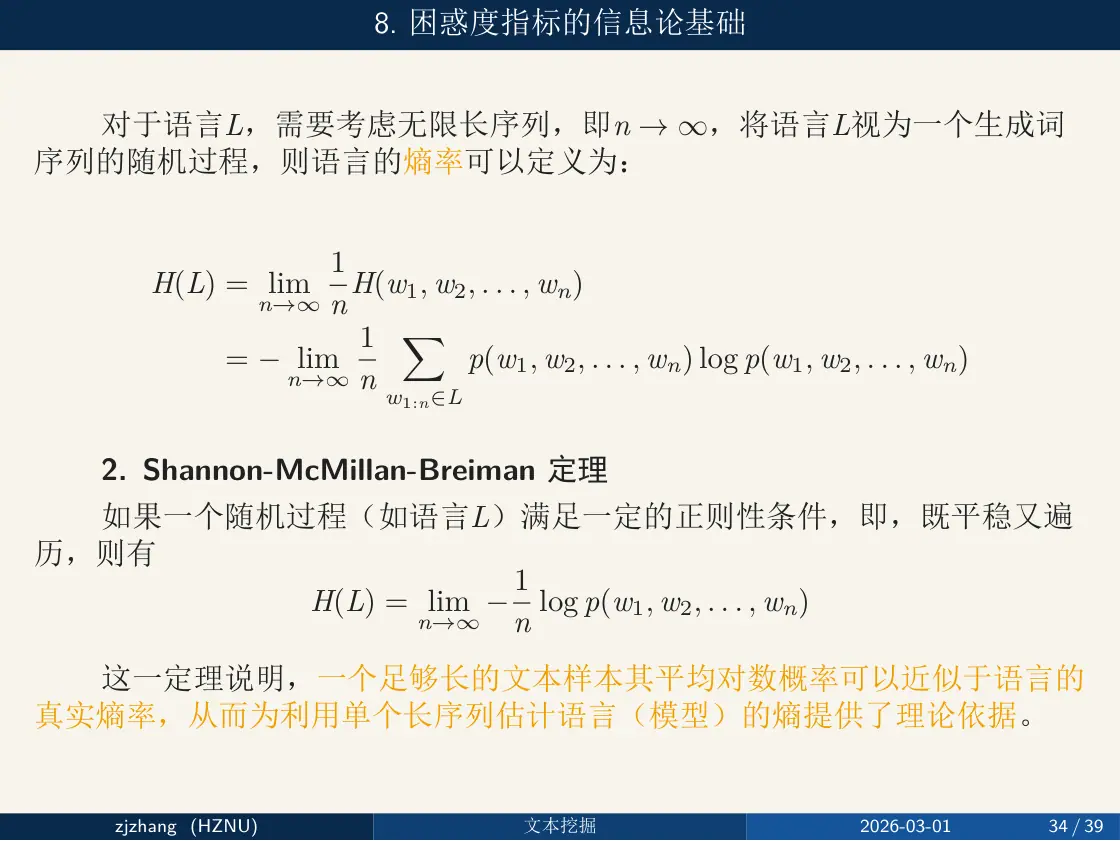 8. 困惑度指标的信息论基础
对于语言L，需要考虑无限长序列，即n → ∞，将语言L视为一个生成词
序列的随机过程，则语言的熵率可以定义为：
H(L) = lim_{n→∞} \frac{1}{n} H(w_1, w_2, . . . , w_n)
= − lim_{n→∞} \frac{1}{n} ∑_{w_{1:n}∈L} p(w_1, w_2, . . . , w_n) log p(w_1, w_2, . . . , w_n)
2. Shannon-McMillan-Breiman 定理
如果一个随机过程（如语言L）满足一定的正则性条件，即，既平稳又遍
历，则有
H(L) = lim_{n→∞} − \frac{1}{n} log p(w_1, w_2, . . . , w_n)
这一定理说明，一个足够长的文本样本其平均对数概率可以近似于语言的
真实熵率，从而为利用单个长序列估计语言（模型）的熵提供了理论依据。
zjzhang (HZNU) 文本挖掘 2026-03-01 34 / 39